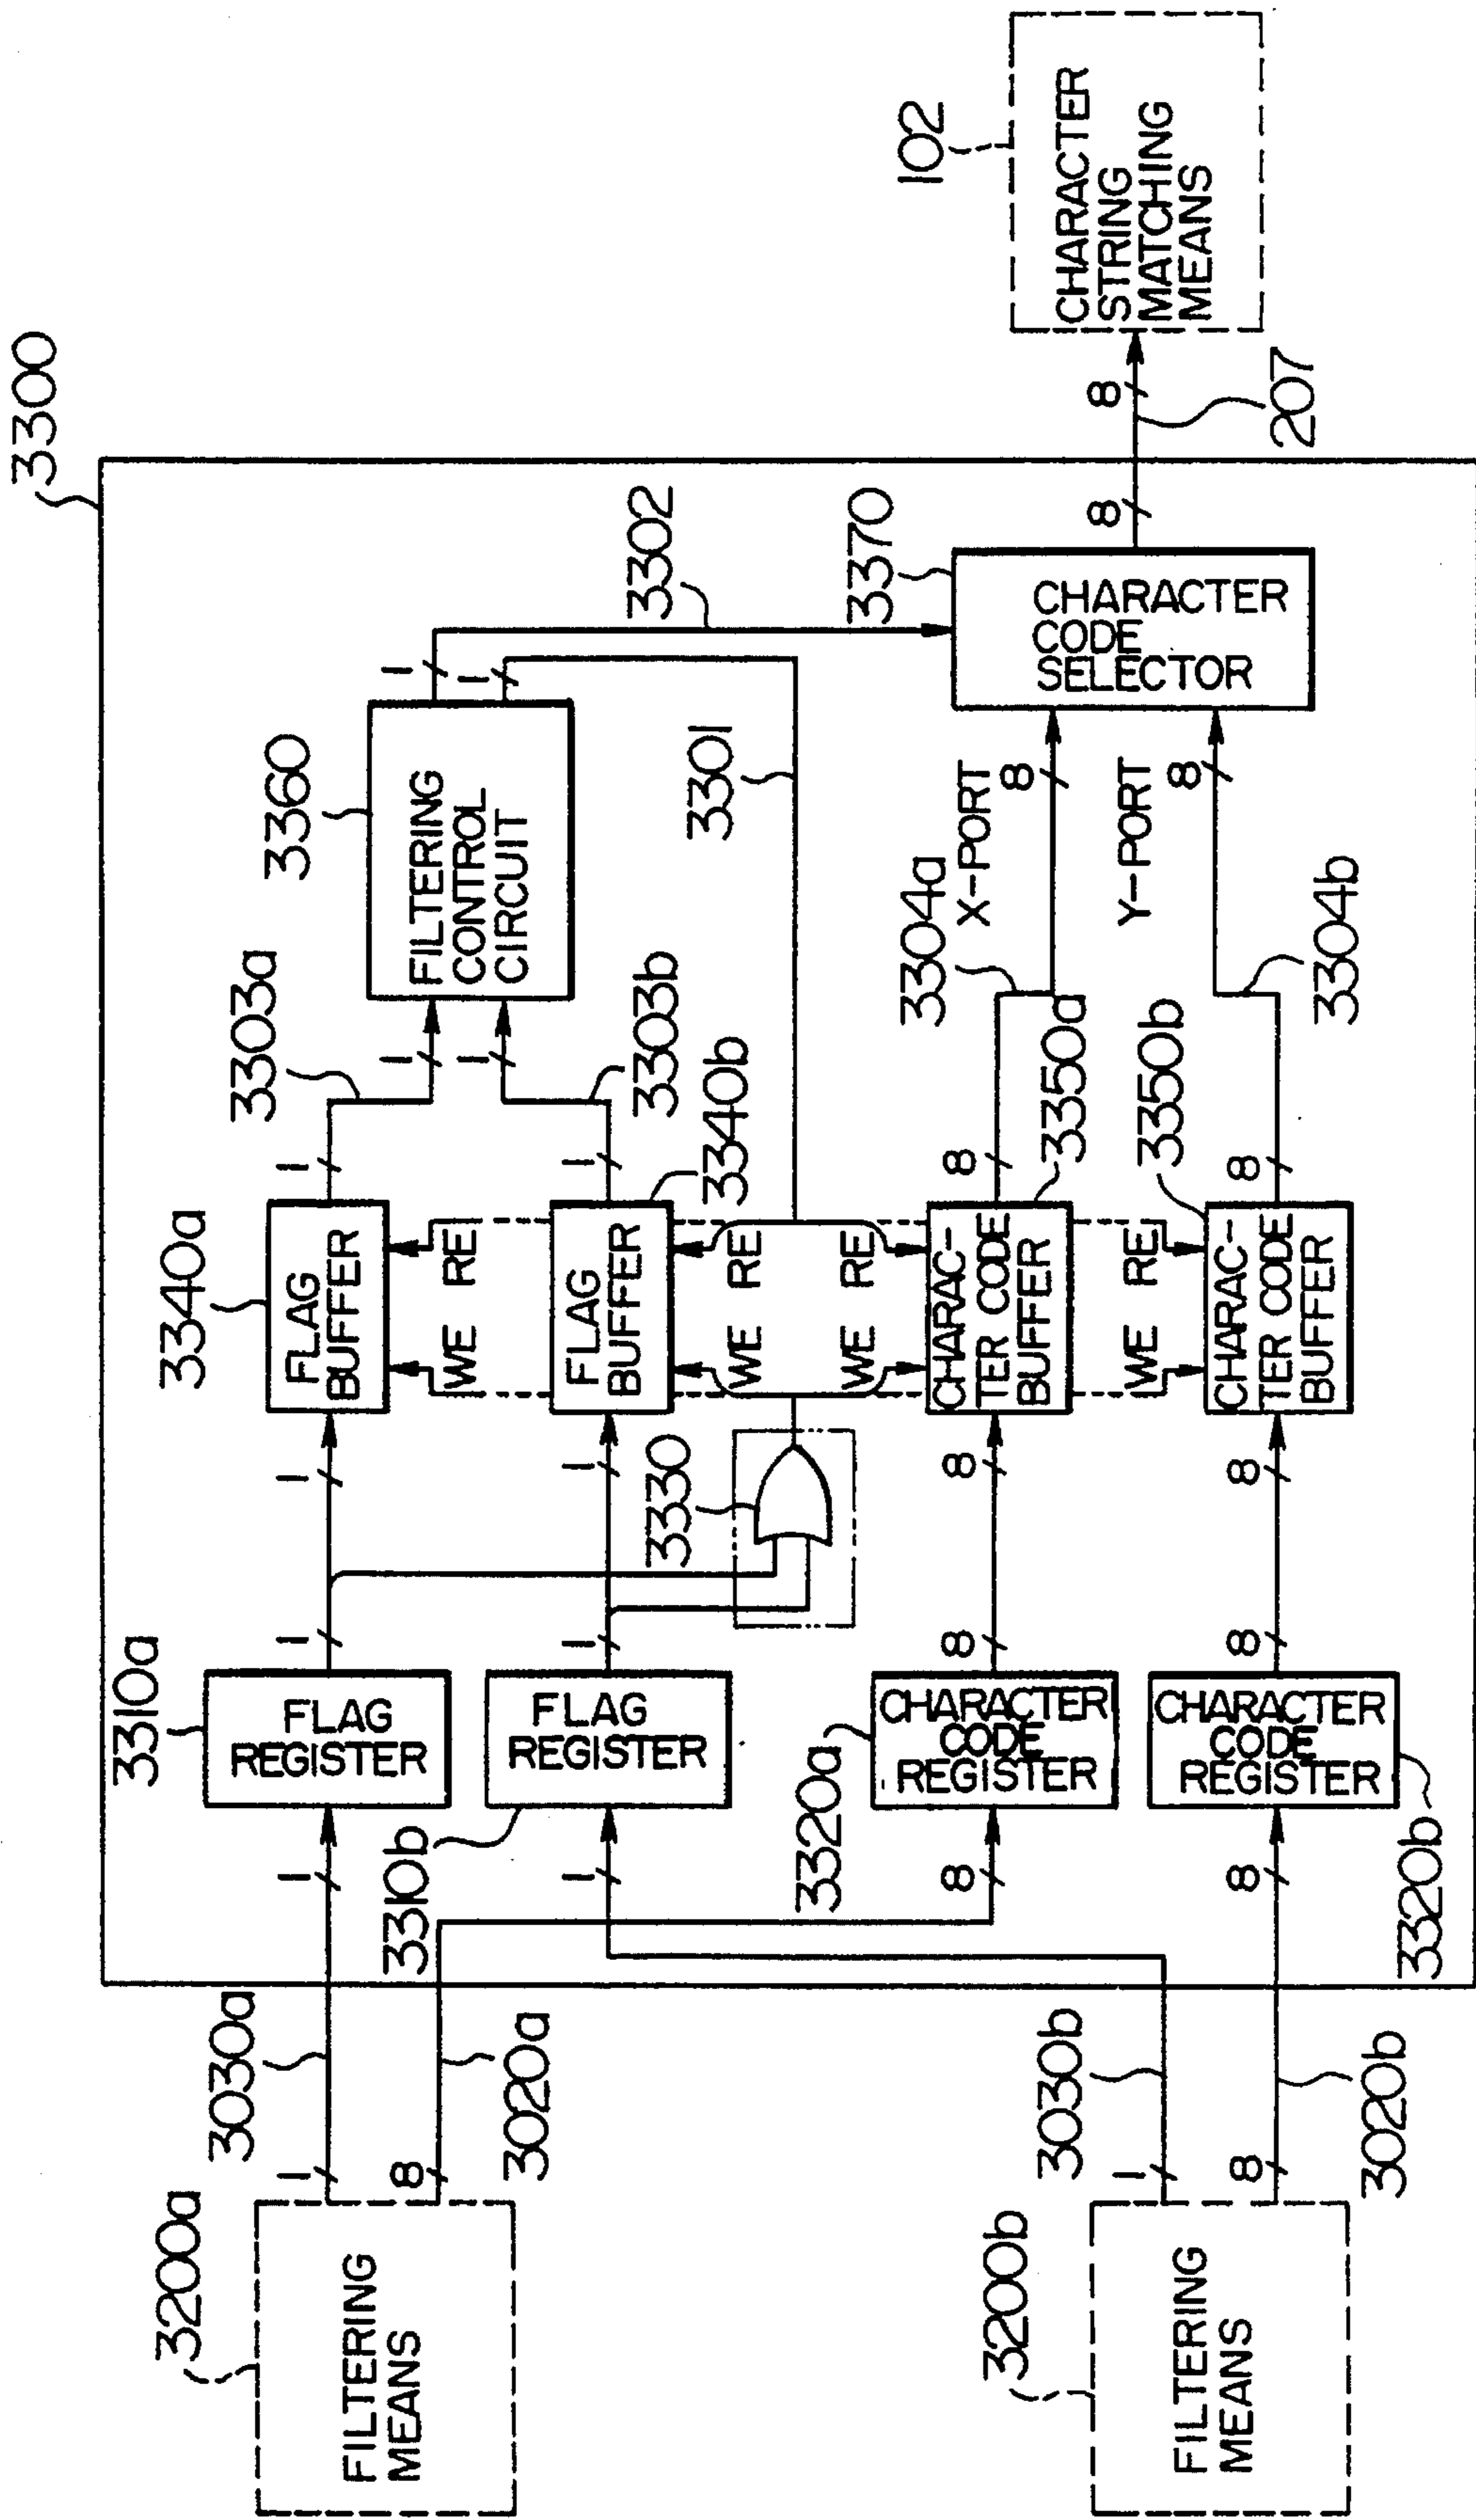 3300
3200a
FILTERING
MEANS
1
8
3030a
3020a
3200b
FILTERING
MEANS
1
8
3030b
3020b
1
1
8
8
3310a
FLAG
REGISTER
3310b
FLAG
REGISTER
3320a
CHARACTER
CODE
REGISTER
3320b
CHARACTER
CODE
REGISTER
1
1
8
8
3330
1
1
8
8
3340a
FLAG
BUFFER
WE RE
3340b
FLAG
BUFFER
WE RE
WE RE
3350a
CHARAC-
TER CODE
BUFFER
WE RE
3350b
CHARAC-
TER CODE
BUFFER
1
1
8
8
3303a
3303b
1
1
3304a
3304b
X-PORT
8
Y-PORT
8
3360
FILTERING
CONTROL
CIRCUIT
1
1
3301
3302
3370
CHARACTER
CODE
SELECTOR
8
8
207
102
CHARACTER
STRING
MATCHING
MEANS